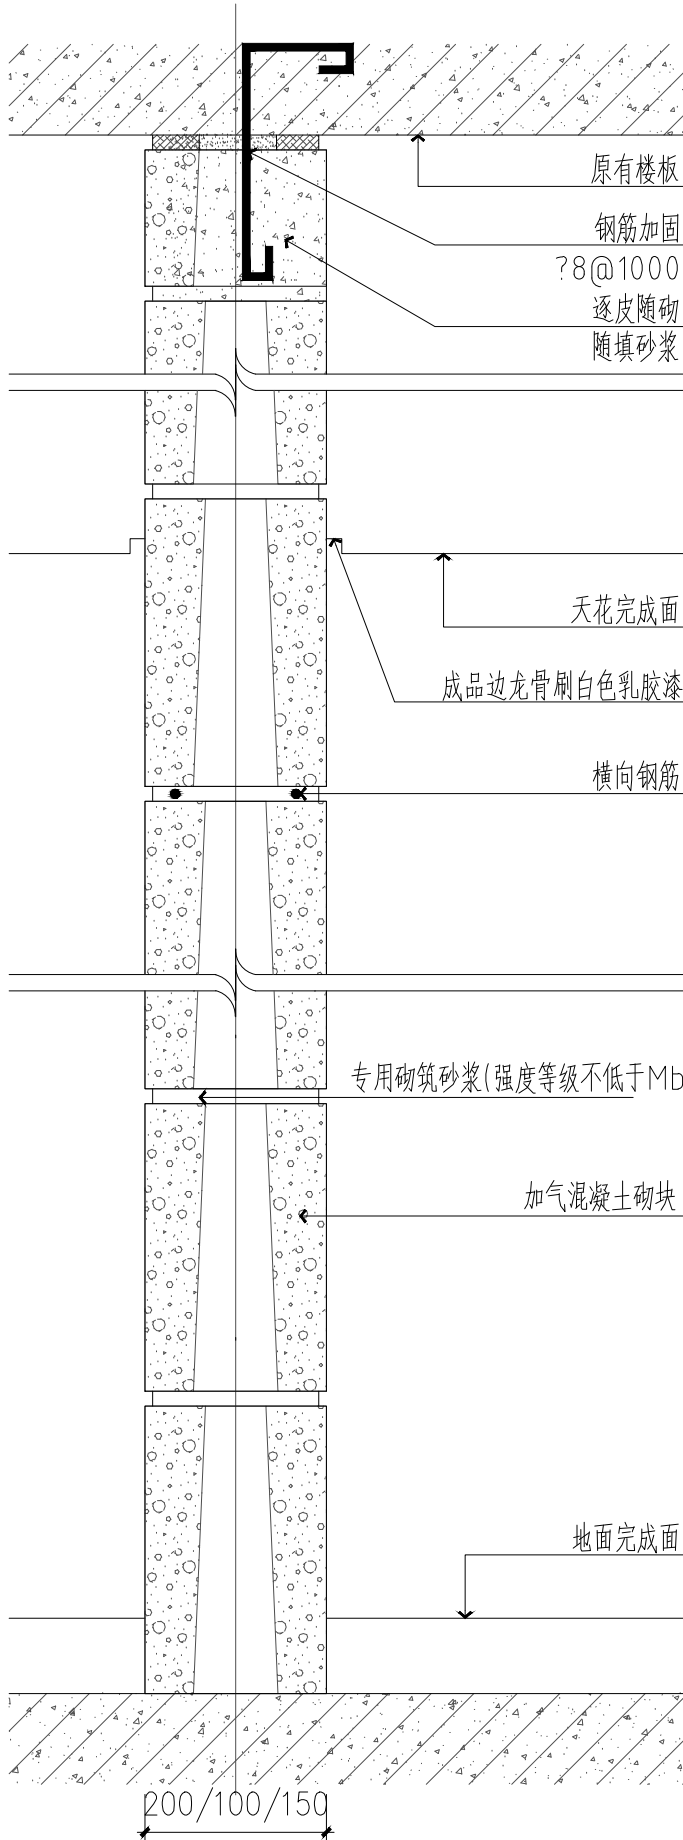 原有楼板
钢筋加固
?8@1000
逐皮随砌
随填砂浆
天花完成面
成品边龙骨刷白色乳胶漆
横向钢筋
专用砌筑砂浆(强度等级不低于Mb
加气混凝土砌块
地面完成面
200/100/150